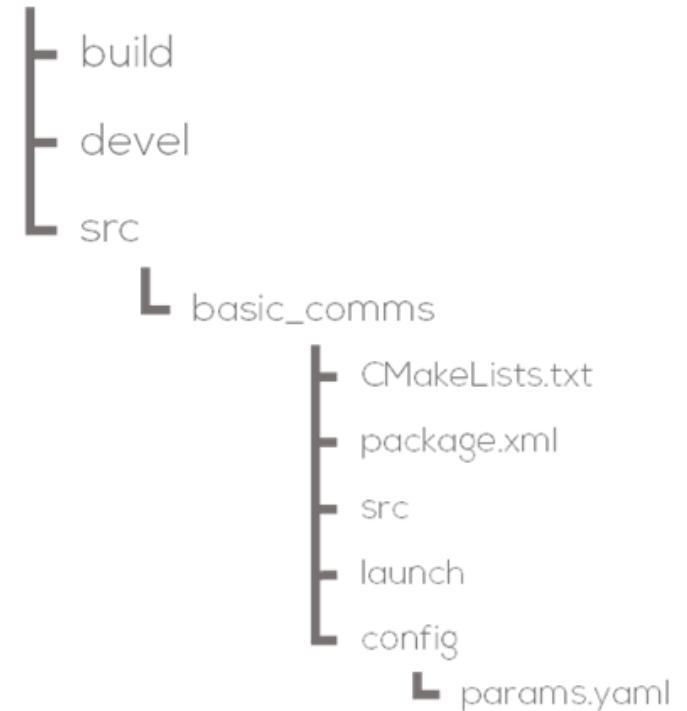 build
devel
src
basic_comms
CMakeLists.txt
package.xml
src
launch
config
params.yaml